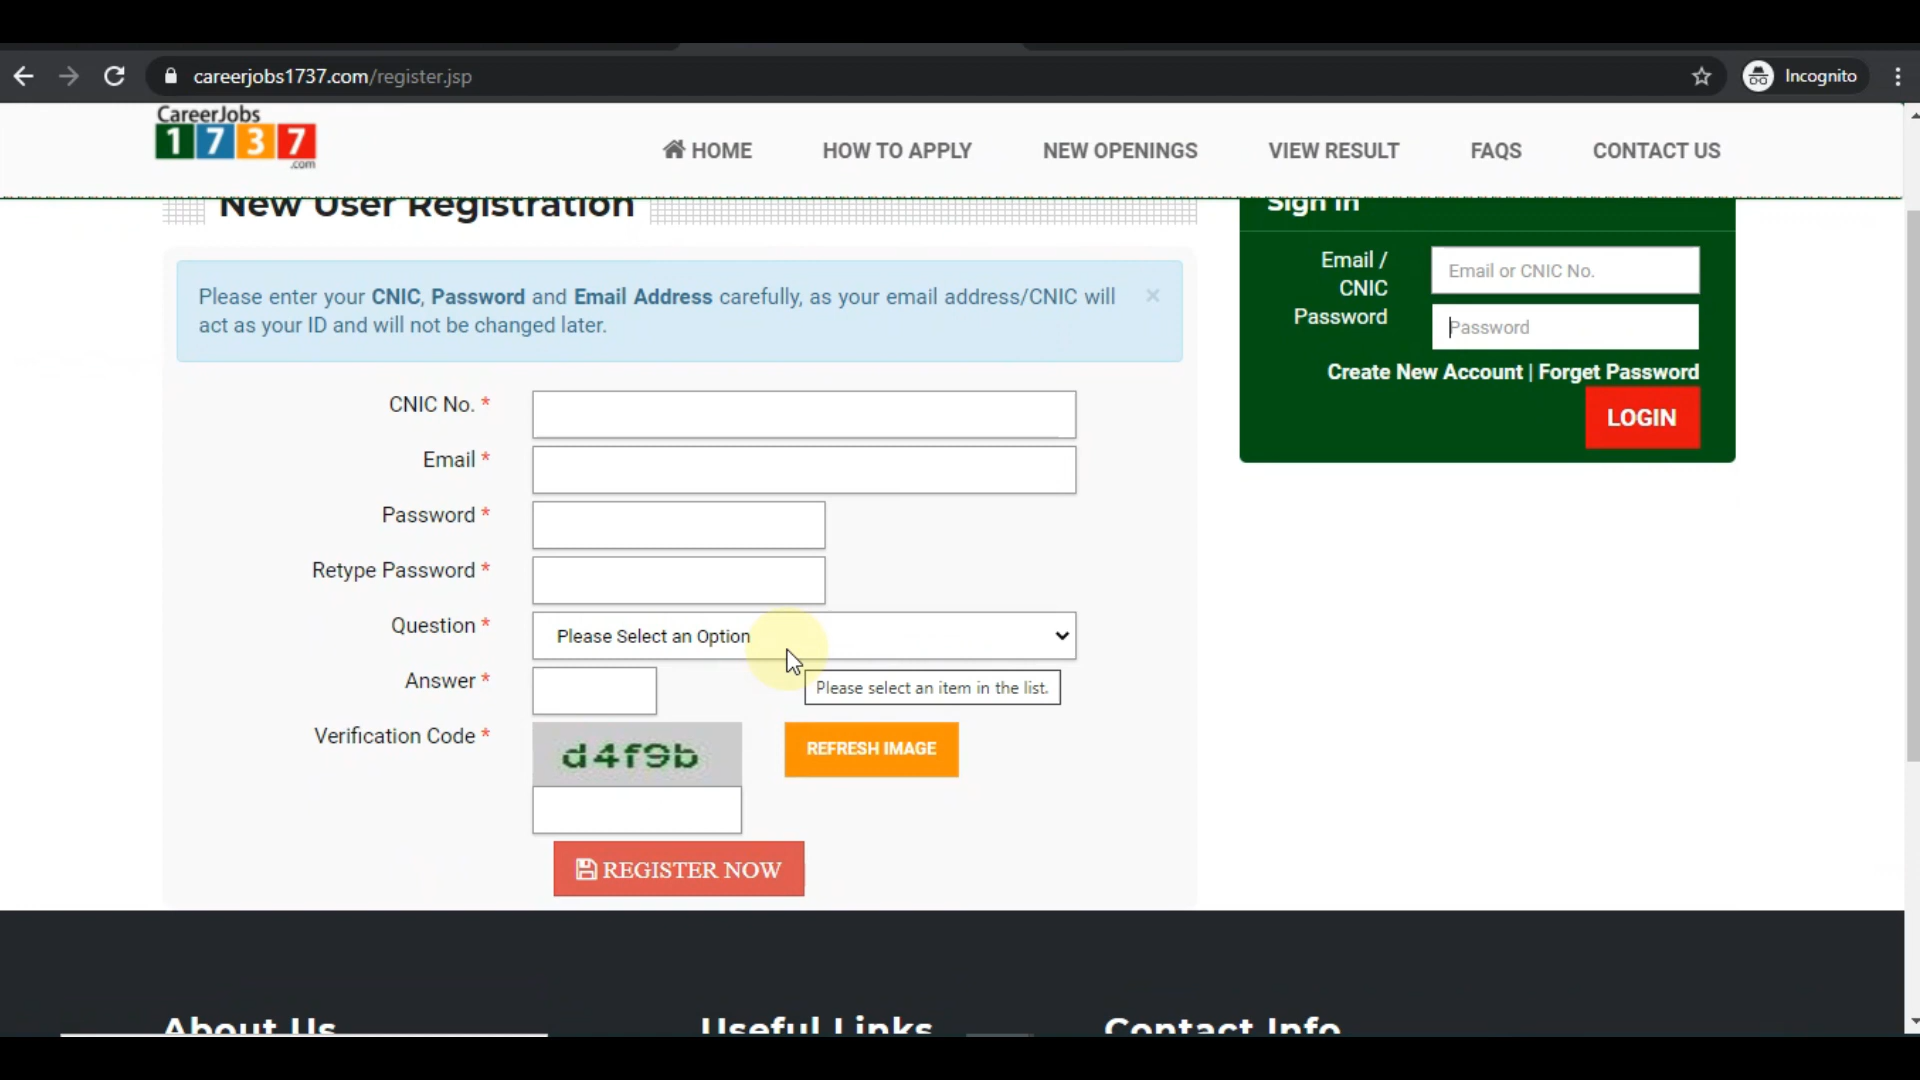 careerjobs1737.com/register.jsp
Incognito
CareerJobs
1737
.com
HOME
HOW TO APPLY
NEW OPENINGS
VIEW RESULT
FAQS
CONTACT US
New User Registration
Please enter your CNIC, Password and Email Address carefully, as your email address/CNIC will
act as your ID and will not be changed later.
×
CNIC No. *
Email *
Password *
Retype Password *
Question *
Please Select an Option
Please select an item in the list.
Answer *
Verification Code *
d4f9b
REFRESH IMAGE
REGISTER NOW
Sign In
Email /
CNIC
Email or CNIC No.
Password
Password
Create New Account | Forget Password
LOGIN
About Us
Useful Links
Contact Info